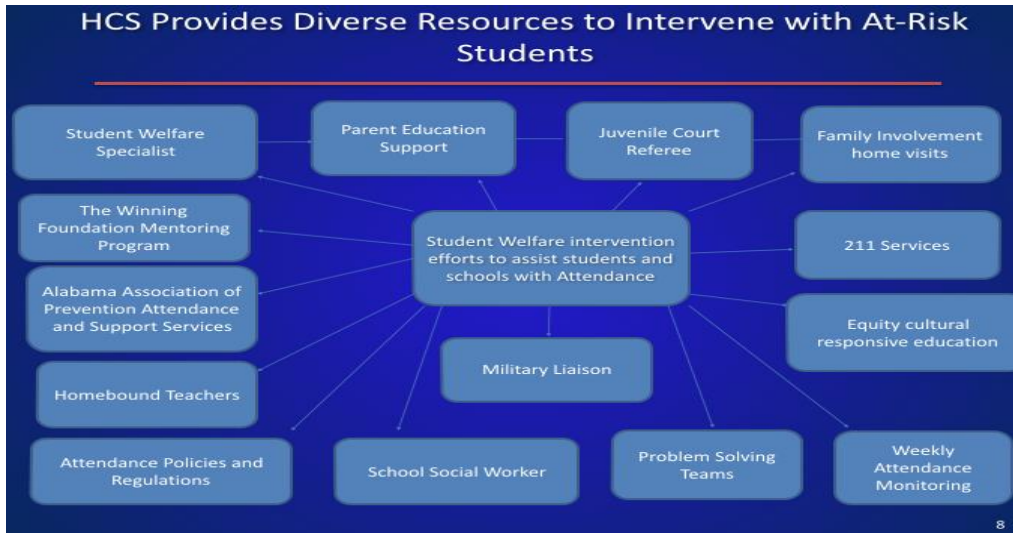 HCS Provides Diverse Resources to Intervene with At-Risk
Students
Student Welfare
Specialist
Parent Education
Support
Juvenile Court
Referee
Family Involvement
home visits
The Winning
Foundation Mentoring
Program
Student Welfare intervention
efforts to assist students and
schools with Attendance
211 Services
Alabama Association of
Prevention Attendance
and Support Services
Equity cultural
responsive education
Military Liaison
Homebound Teachers
Attendance Policies and
Regulations
School Social Worker
Problem Solving
Teams
Weekly
Attendance
Monitoring
8